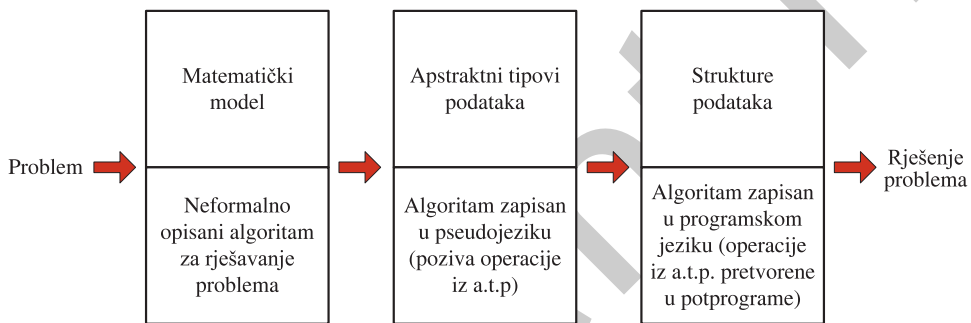 Problem
Matematički
model
Neformalno
opisani algoritam
za rješavanje
problema
Apstraktni tipovi
podataka
Algoritam zapisan
u pseudojeziku
(poziva operacije
iz a.t.p)
Strukture
podataka
Algoritam zapisan
u programskom
jeziku (operacije
iz a.t.p. pretvorene
u potprograme)
Rješenje
problema